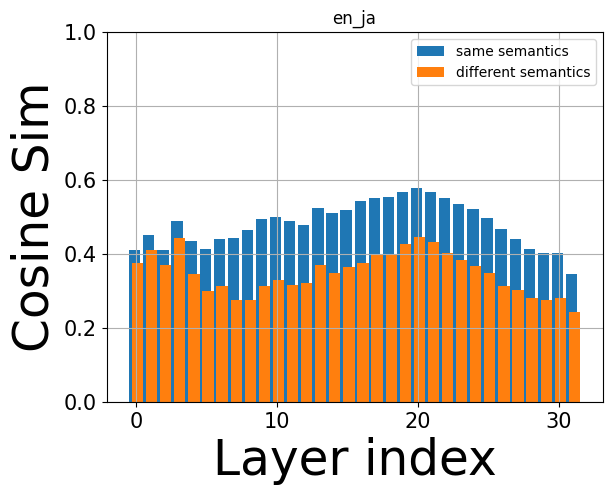 en_ja
same semantics
different semantics
Cosine Sim
1.0
0.8
0.6
0.4
0.2
0.0
0 10 20 30
Layer index